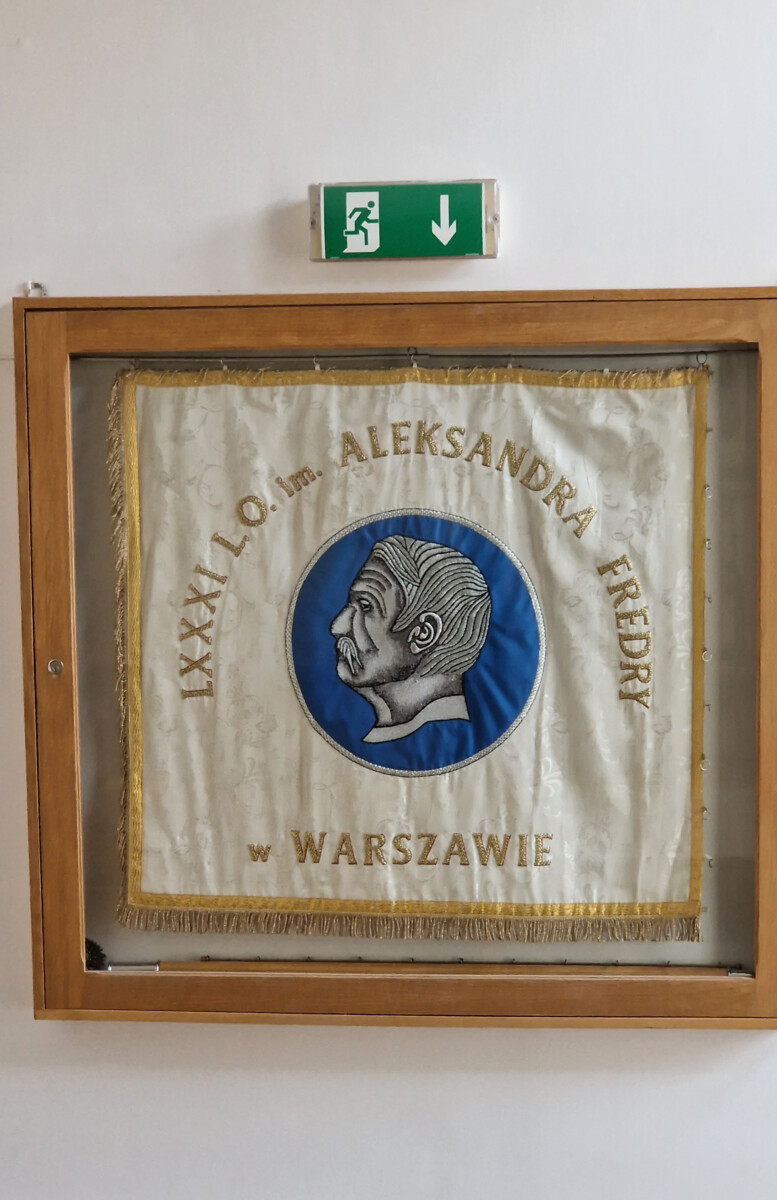 LXXXI L.O. im. ALEKSANDRA FREDRY
w WARSZAWIE